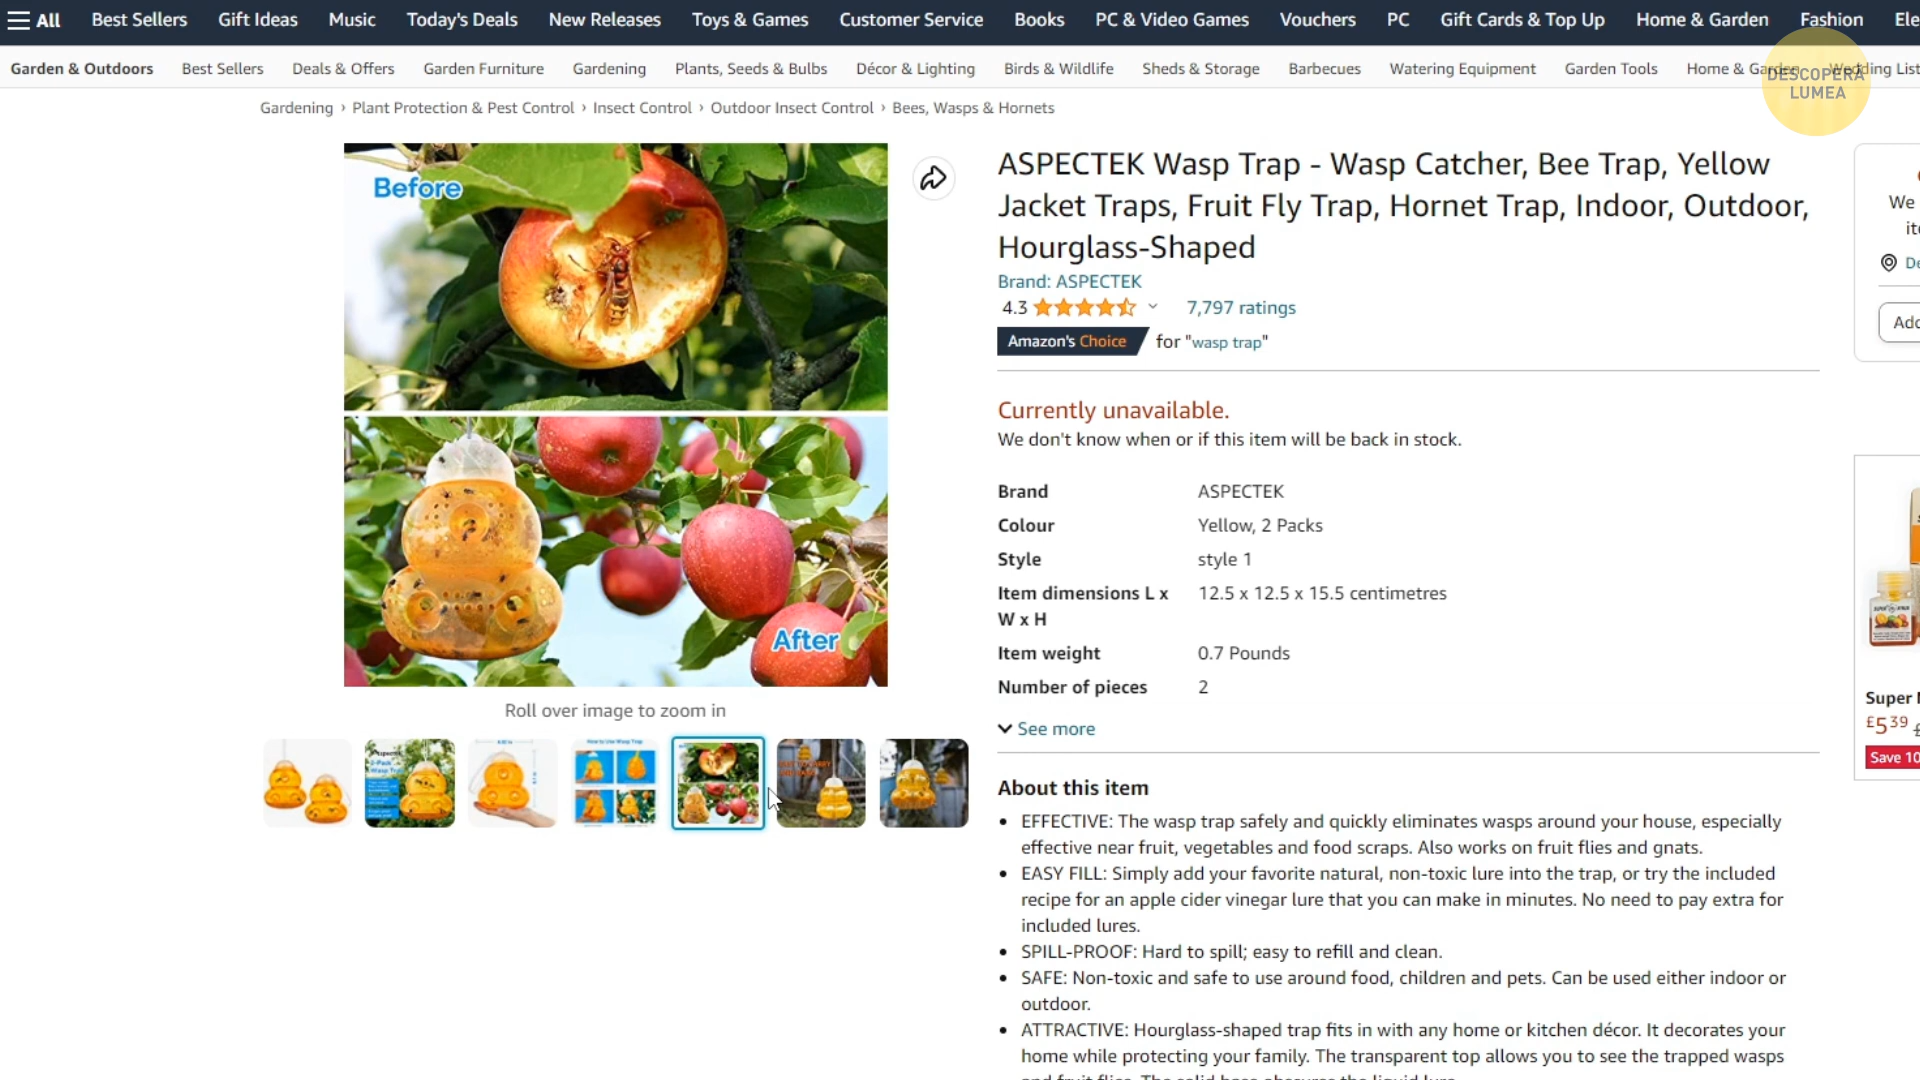 All Best Sellers Gift Ideas Music Today's Deals New Releases Toys & Games Customer Service Books PC & Video Games Vouchers PC Gift Cards & Top Up Home & Garden Fashion
Garden & Outdoors Best Sellers Deals & Offers Garden Furniture Gardening Plants, Seeds & Bulbs Décor & Lighting Birds & Wildlife Sheds & Storage Barbecues Watering Equipment Garden Tools Home & Garden Wedding List
DESCOPERĂ
LUMEA
Gardening › Plant Protection & Pest Control › Insect Control › Outdoor Insect Control › Bees, Wasps & Hornets
Before
After
Roll over image to zoom in
ASPECTEK Wasp Trap - Wasp Catcher, Bee Trap, Yellow
Jacket Traps, Fruit Fly Trap, Hornet Trap, Indoor, Outdoor,
Hourglass-Shaped
Brand: ASPECTEK
4.3 7,797 ratings
Amazon's Choice for "wasp trap"
Currently unavailable.
We don't know when or if this item will be back in stock.
Brand ASPECTEK
Colour Yellow, 2 Packs
Style style 1
Item dimensions L x 12.5 x 12.5 x 15.5 centimetres
W x H
Item weight 0.7 Pounds
Number of pieces 2
See more
About this item
• EFFECTIVE: The wasp trap safely and quickly eliminates wasps around your house, especially
effective near fruit, vegetables and food scraps. Also works on fruit flies and gnats.
• EASY FILL: Simply add your favorite natural, non-toxic lure into the trap, or try the included
recipe for an apple cider vinegar lure that you can make in minutes. No need to pay extra for
included lures.
• SPILL-PROOF: Hard to spill; easy to refill and clean.
• SAFE: Non-toxic and safe to use around food, children and pets. Can be used either indoor or
outdoor.
• ATTRACTIVE: Hourglass-shaped trap fits in with any home or kitchen décor. It decorates your
home while protecting your family. The transparent top allows you to see the trapped wasps
We
Super
£5.39
Save 10